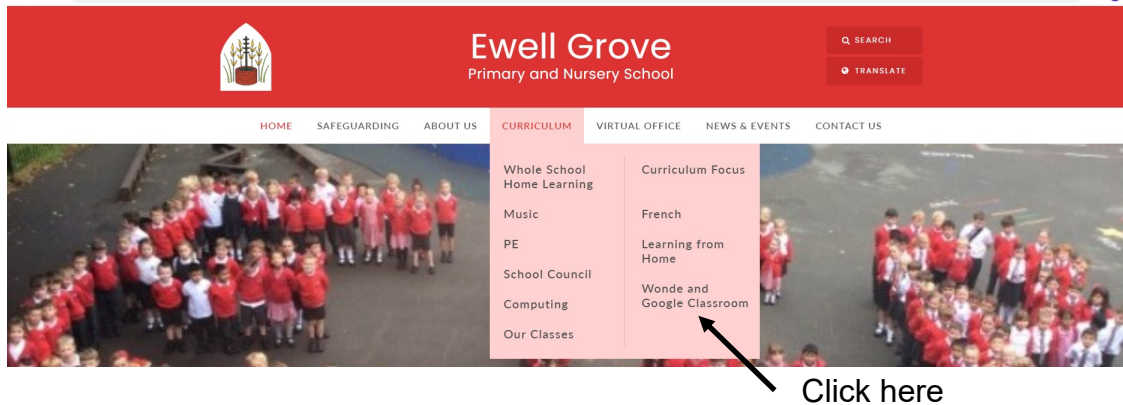 Ewell Grove
Primary and Nursery School
SEARCH
TRANSLATE
HOME SAFEGUARDING ABOUT US CURRICULUM VIRTUAL OFFICE NEWS & EVENTS CONTACT US
Whole School
Home Learning
Music
PE
School Council
Computing
Our Classes
Curriculum Focus
French
Learning from
Home
Wonde and
Google Classroom
Click here